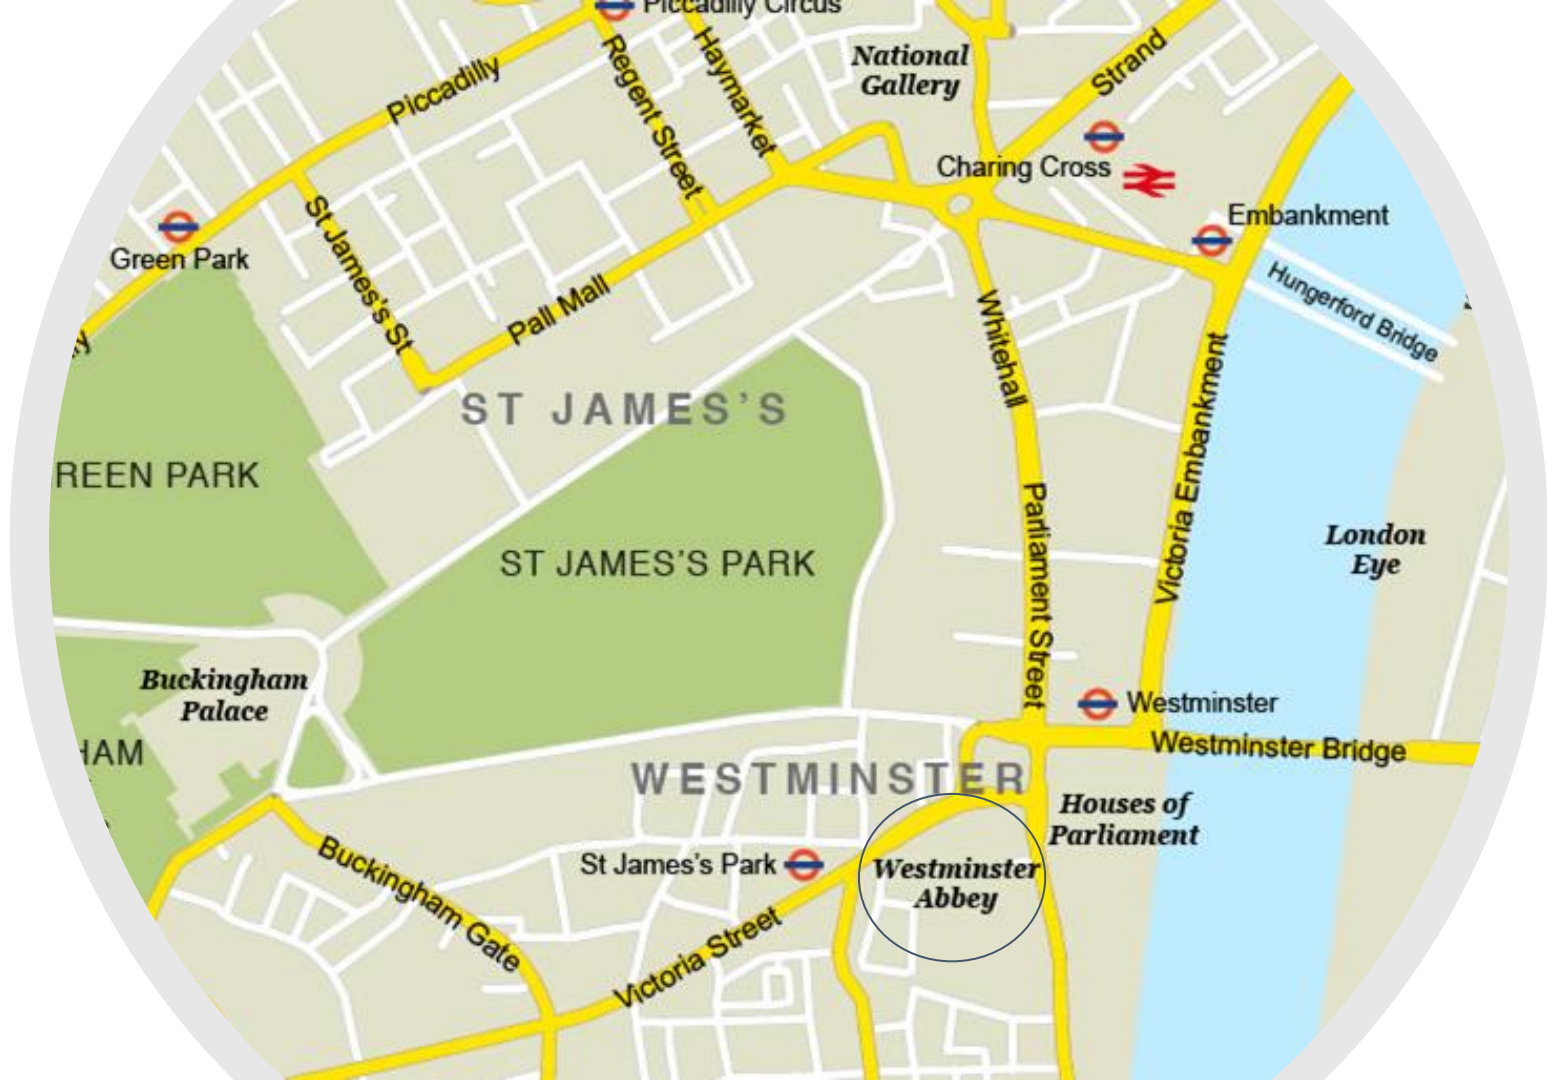 Piccadilly Circus
National
Gallery
Strand
Haymarket
Regent Street
Piccadilly
Charing Cross
Embankment
Green Park
St James's St
Pall Mall
Hungerford Bridge
Whitehall
Victoria Embankment
ST JAMES'S
REEN PARK
Parliament Street
London
Eye
ST JAMES'S PARK
Buckingham
Palace
Westminster
HAM
Westminster Bridge
WESTMINSTER
Houses of
Parliament
Buckingham Gate
St James's Park
Westminster
Abbey
Victoria Street